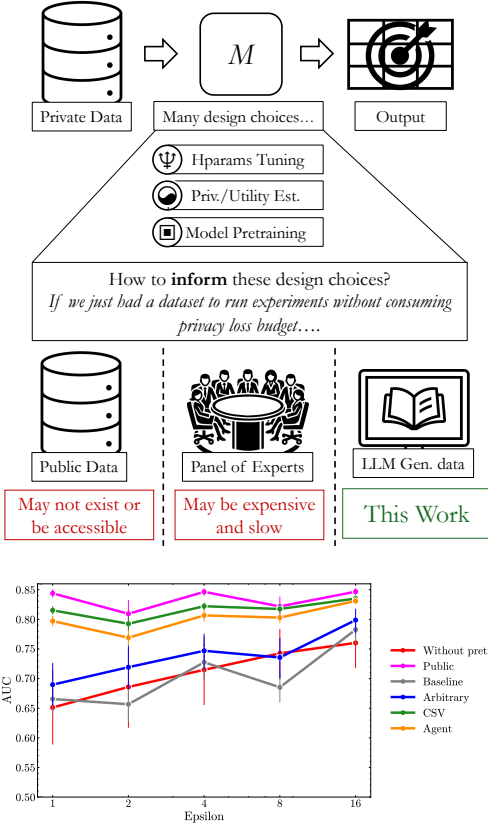 M
Private Data
Many design choices...
Output
Hparams Tuning
Priv./Utility Est.
Model Pretraining
How to inform these design choices?
If we just had a dataset to run experiments without consuming
privacy loss budget....
Public Data
Panel of Experts
LLM Gen. data
May not exist or
be accessible
May be expensive
and slow
This Work
0.85
0.80
0.75
0.70
0.65
0.60
0.55
0.50
AUC
1
2
4
8
16
Epsilon
Without pret
Public
Baseline
Arbitrary
CSV
Agent